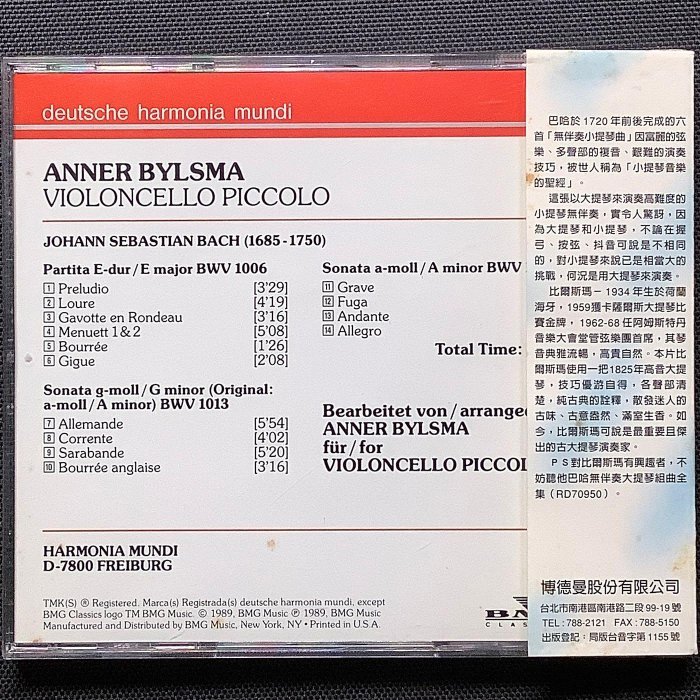 deutsche harmonia mundi
ANNER BYLSMA
VIOLONCELLO PICCOLO
JOHANN SEBASTIAN BACH (1685-1750)
Partita E-dur/E major BWV 1006
1 Preludio [3'29]
2 Loure [4'19]
3 Gavotte en Rondeau [3'16]
4 Menuett 1 & 2 [5'08]
5 Bourrée [1'26]
6 Gigue [2'08]
Sonata g-moll/G minor (Original:
a-moll/A minor) BWV 1013
7 Allemande [5'54]
8 Corrente [4'02]
9 Sarabande [5'20]
10 Bourrée anglaise [3'16]
Sonata a-moll/A minor BWV
11 Grave
12 Fuga
13 Andante
14 Allegro
Total Time:
Bearbeitet von/arranged
ANNER BYLSMA
für/for
VIOLONCELLO PICCOL
HARMONIA MUNDI
D-7800 FREIBURG
TMK(S) ® Registered. Marca(s) Registrada(s) deutsche harmonia mundi, except
BMG Classics logo TM BMG Music. © 1989, BMG Music ℗ 1989, BMG Music
Manufactured and Distributed by BMG Music, New York, NY • Printed in U.S.A.
BMG
CLASS
巴哈於1720年前後完成的六
首「無伴奏小提琴曲」因富麗的弦
樂、多聲部的複音、艱難的演奏
技巧,被世人稱為「小提琴音樂
的聖經」。
這張以大提琴來演奏高難度的
小提琴無伴奏,實令人驚訝,因
為大提琴和小提琴,不論在握
弓、按弦、抖音可說是不相同
的,對小提琴來說已是相當大的
挑戰,何況是用大提琴來演奏。
比爾斯瑪-1934年生於荷蘭
海牙,1959獲卡薩爾斯大提琴比
賽金牌,1962-68任阿姆斯特丹
音樂大會堂管弦樂團首席,其琴
音典雅流暢,高貴自然。本片比
爾斯瑪使用一把1825年高音大提
琴,技巧優游自得,各聲部清
楚,純古典的詮釋,散發迷人的
古味、古意盎然、滿室生香。如
今,比爾斯瑪可說是最重要且傑
出的古大提琴演奏家。
PS對比爾斯瑪有興趣者,不
妨聽他巴哈無伴奏大提琴組曲全
集(RD70950)。
博德曼股份有限公司
台北市南港區南港路二段99-19號
TEL:788-2121 FAX:788-5150
出版登記:局版台音字第1155號